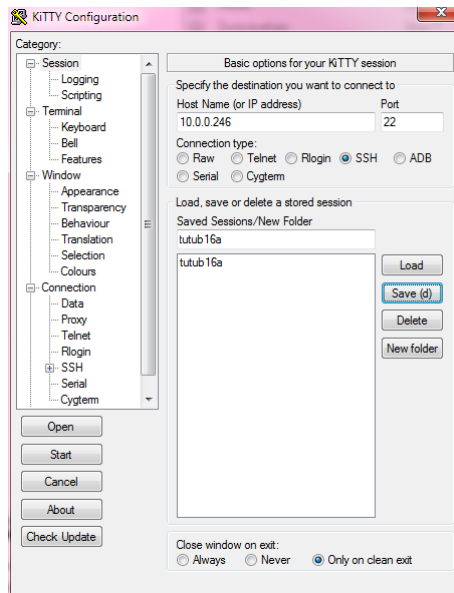 KiTTY Configuration
Category:
Session
Logging
Scripting
Terminal
Keyboard
Bell
Features
Window
Appearance
Transparency
Behaviour
Translation
Selection
Colours
Connection
Data
Proxy
Telnet
Rlogin
SSH
Serial
Cygterm
Open
Start
Cancel
About
Check Update
Basic options for your KiTTY session
Specify the destination you want to connect to
Host Name (or IP address) Port
10.0.0.246 22
Connection type:
Raw Telnet Rlogin SSH ADB
Serial Cygterm
Load, save or delete a stored session
Saved Sessions/New Folder
tutub16a
tutub16a
Load
Save (d)
Delete
New folder
Close window on exit:
Always Never Only on clean exit